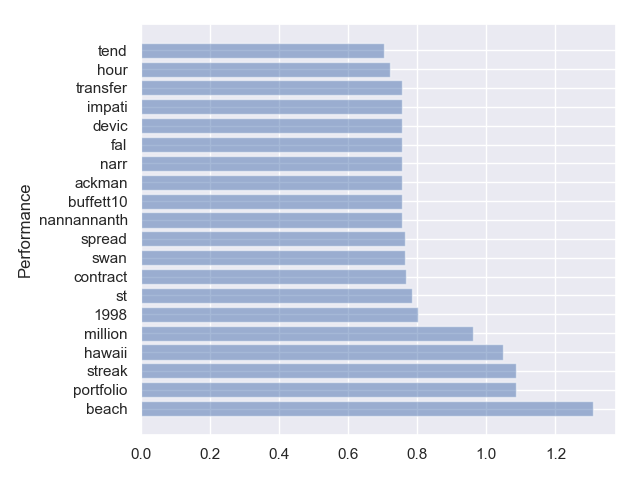 tend
hour
transfer
impati
devic
fal
narr
ackman
buffett10
nannannanth
spread
swan
contract
st
1998
million
hawaii
streak
portfolio
beach
Performance
0.0 0.2 0.4 0.6 0.8 1.0 1.2